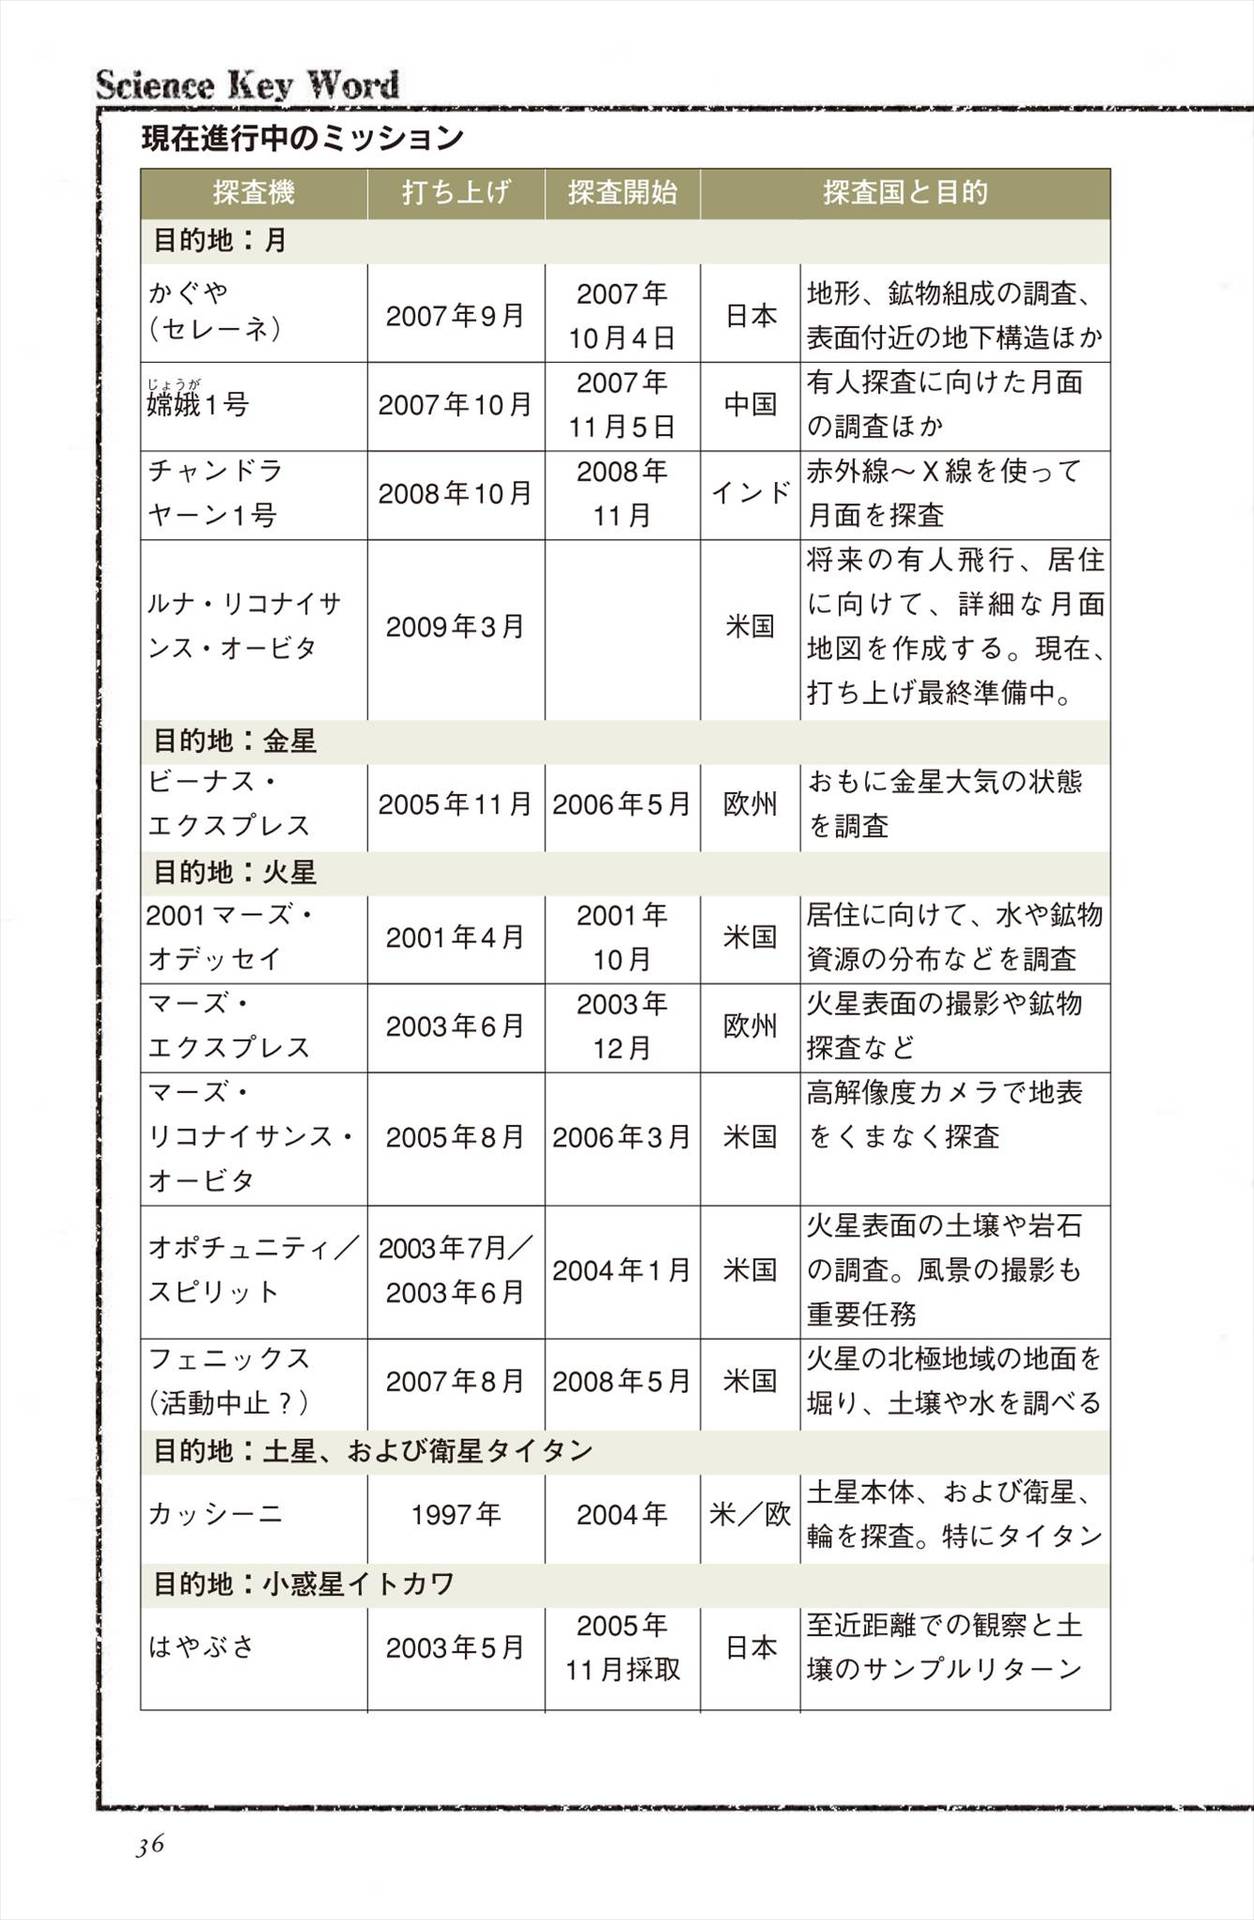 Science Key Word
現在進行中のミッション
探査機 打ち上げ 探査開始 探査国と目的
目的地：月
かぐや
（セレーネ）
2007年9月
2007年
10月4日
日本
地形、鉱物組成の調査、
表面付近の地下構造ほか
じょうが
嫦娥1号
2007年10月
2007年
11月5日
中国
有人探査に向けた月面
の調査ほか
チャンドラ
ヤーン1号
2008年10月
2008年
11月
インド
赤外線～X線を使って
月面を探査
ルナ・リコナイサ
ンス・オービタ
2009年3月
米国
将来の有人飛行、居住
に向けて、詳細な月面
地図を作成する。現在、
打ち上げ最終準備中。
目的地：金星
ビーナス・
エクスプレス
2005年11月
2006年5月
欧州
おもに金星大気の状態
を調査
目的地：火星
2001マーズ・
オデッセイ
2001年4月
2001年
10月
米国
居住に向けて、水や鉱物
資源の分布などを調査
マーズ・
エクスプレス
2003年6月
2003年
12月
欧州
火星表面の撮影や鉱物
探査など
マーズ・
リコナイサンス・
オービタ
2005年8月
2006年3月
米国
高解像度カメラで地表
をくまなく探査
オポチュニティ／
スピリット
2003年7月／
2003年6月
2004年1月
米国
火星表面の土壌や岩石
の調査。風景の撮影も
重要任務
フェニックス
（活動中止？）
2007年8月
2008年5月
米国
火星の北極地域の地面を
堀り、土壌や水を調べる
目的地：土星、および衛星タイタン
カッシーニ
1997年
2004年
米／欧
土星本体、および衛星、
輪を探査。特にタイタン
目的地：小惑星イトカワ
はやぶさ
2003年5月
2005年
11月採取
日本
至近距離での観察と土
壌のサンプルリターン
36